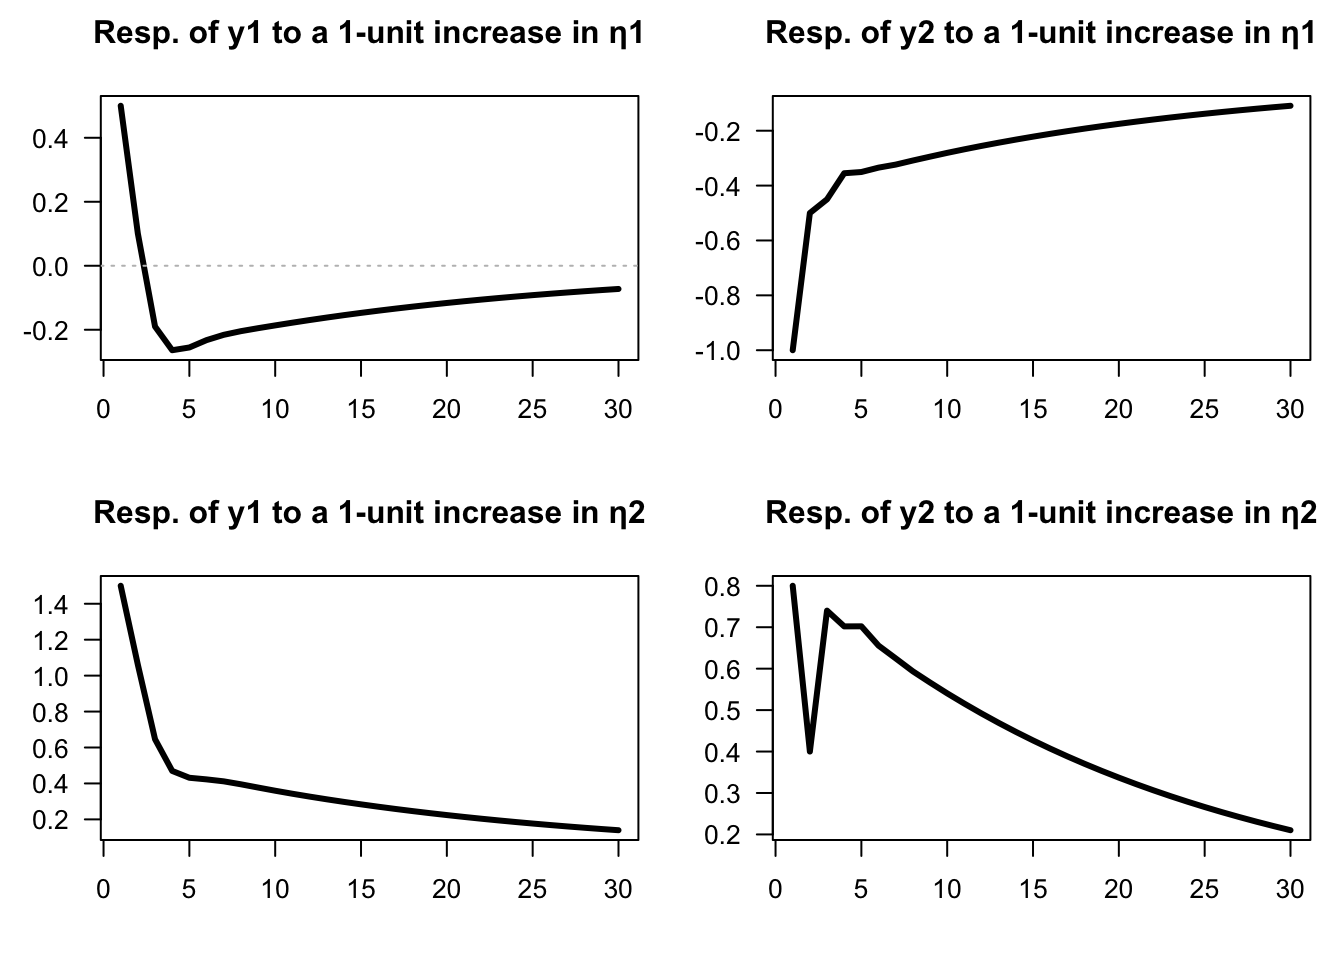 Resp. of y1 to a 1-unit increase in η1
0.4
0.2
0.0
-0.2
0 5 10 15 20 25 30
Resp. of y2 to a 1-unit increase in η1
-0.2
-0.4
-0.6
-0.8
-1.0
0 5 10 15 20 25 30
Resp. of y1 to a 1-unit increase in η2
1.4
1.2
1.0
0.8
0.6
0.4
0.2
0 5 10 15 20 25 30
Resp. of y2 to a 1-unit increase in η2
0.8
0.7
0.6
0.5
0.4
0.3
0.2
0 5 10 15 20 25 30